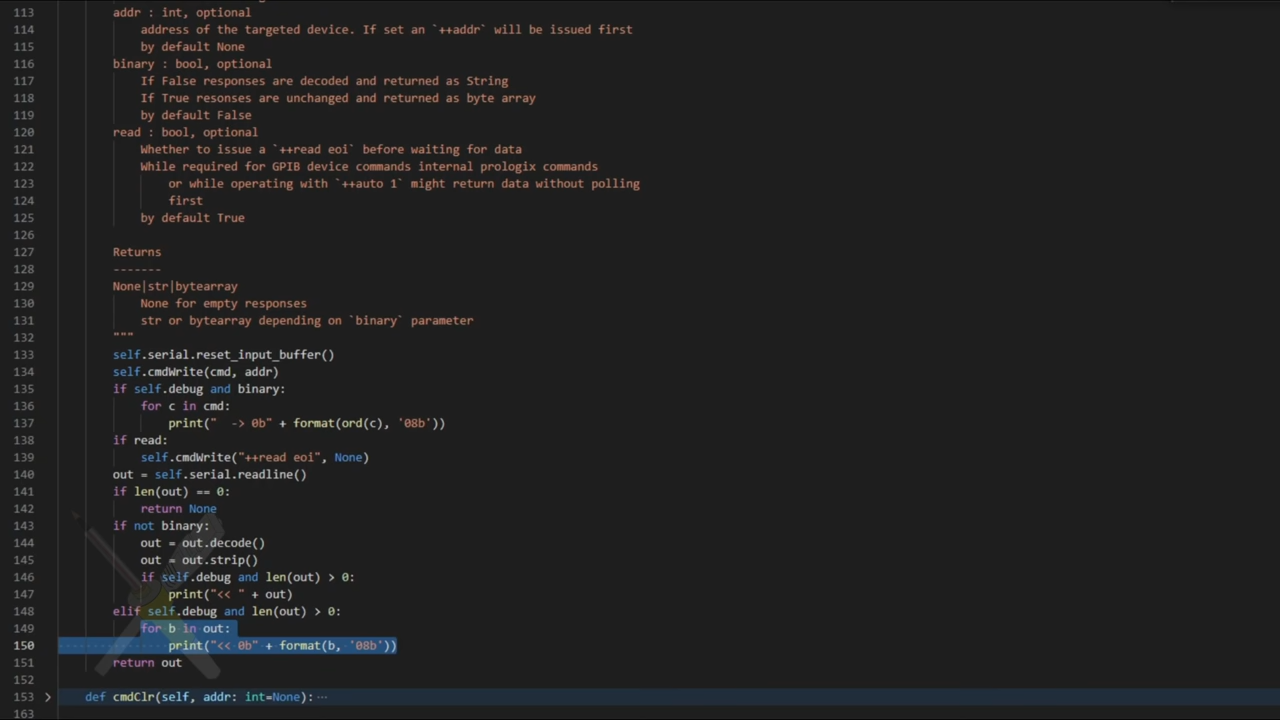 113 addr : int, optional
114 address of the targeted device. If set an `++addr` will be issued first
115 by default None
116 binary : bool, optional
117 If False responses are decoded and returned as String
118 If True resonses are unchanged and returned as byte array
119 by default False
120 read : bool, optional
121 Whether to issue a `++read eoi` before waiting for data
122 While required for GPIB device commands internal prologix commands
123 or while operating with `++auto 1` might return data without polling
124 first
125 by default True
126
127 Returns
128 -------
129 None|str|bytearray
130 None for empty responses
131 str or bytearray depending on `binary` parameter
132 """
133 self.serial.reset_input_buffer()
134 self.cmdWrite(cmd, addr)
135 if self.debug and binary:
136 for c in cmd:
137 print("  -> 0b" + format(ord(c), '08b'))
138 if read:
139 self.cmdWrite("++read eoi", None)
140 out = self.serial.readline()
141 if len(out) == 0:
142 return None
143 if not binary:
144 out = out.decode()
145 out = out.strip()
146 if self.debug and len(out) > 0:
147 print("<< " + out)
148 elif self.debug and len(out) > 0:
149 for b in out:
150 print("<< 0b" + format(b, '08b'))
151 return out
152
153 > def cmdClr(self, addr: int=None): ···
163